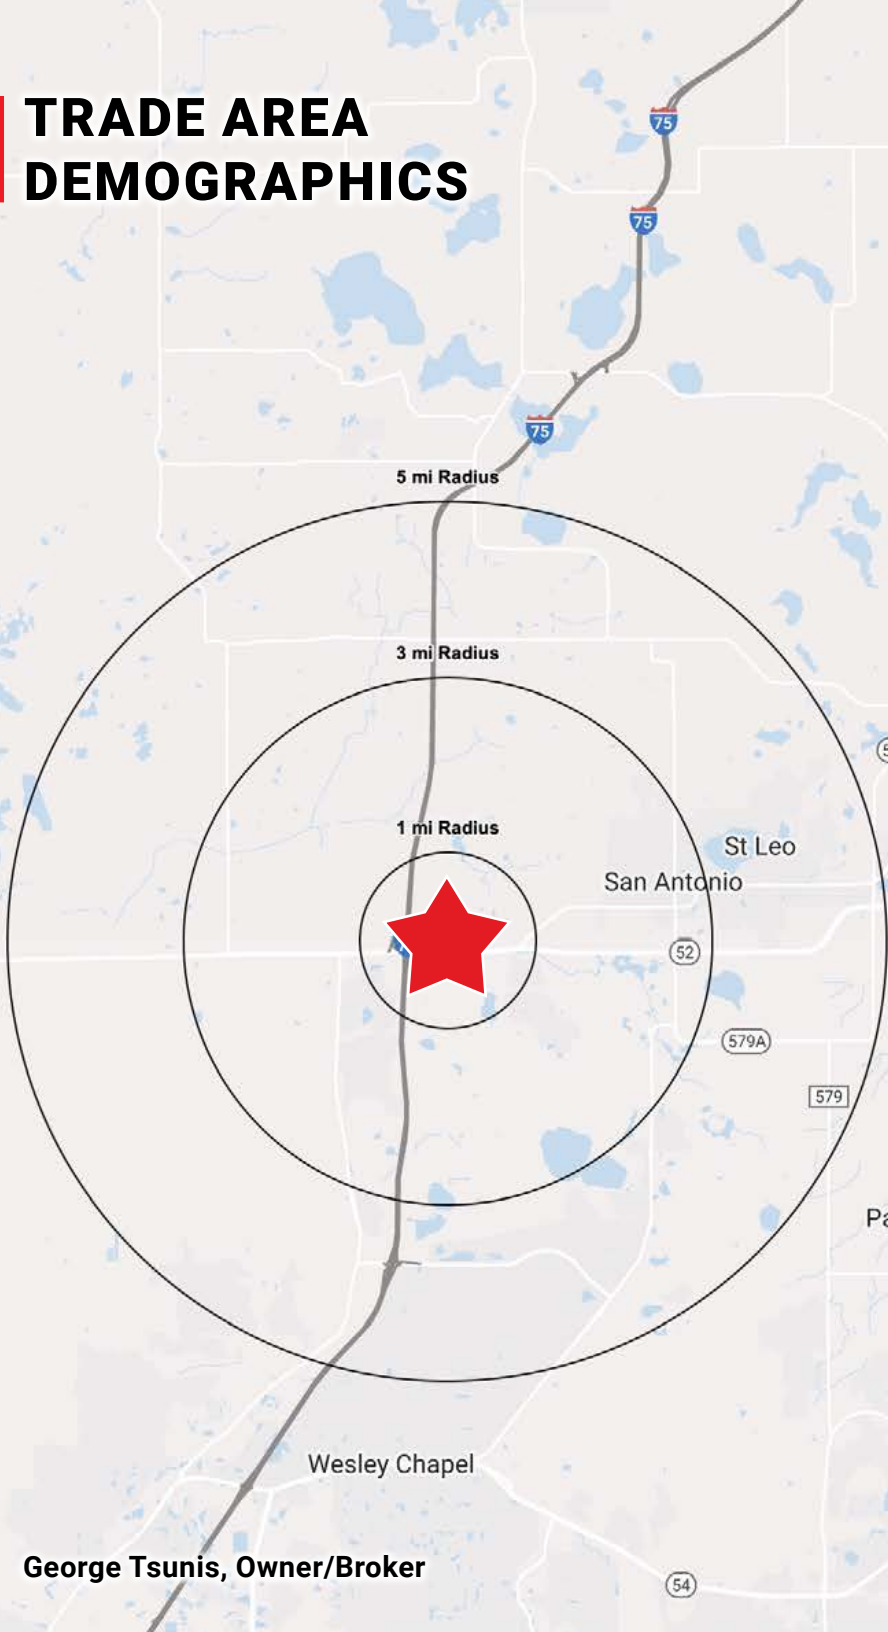 TRADE AREA
DEMOGRAPHICS
75
75
75
5 mi Radius
3 mi Radius
1 mi Radius
St Leo
San Antonio
52
579A
579
Wesley Chapel
George Tsunis, Owner/Broker
54